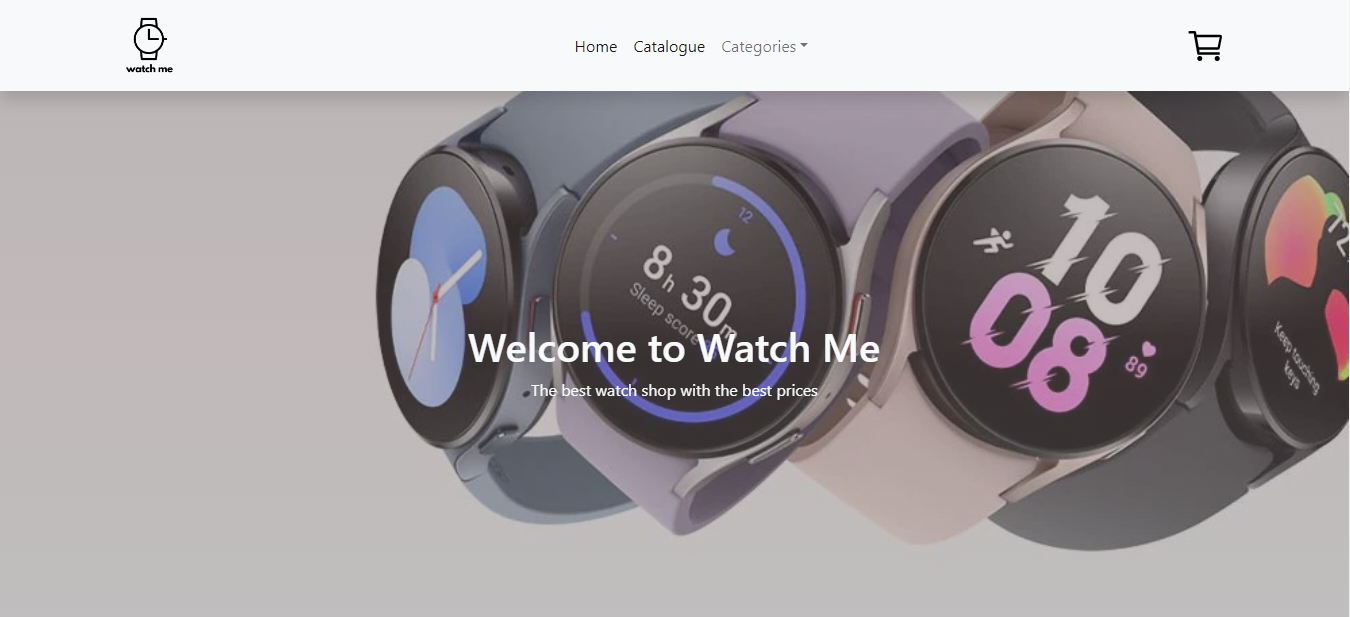 watch me
Home Catalogue Categories
Welcome to Watch Me
The best watch shop with the best prices
12
8h 30m
Sleep score
10
08
89
12
Keep touching
keys